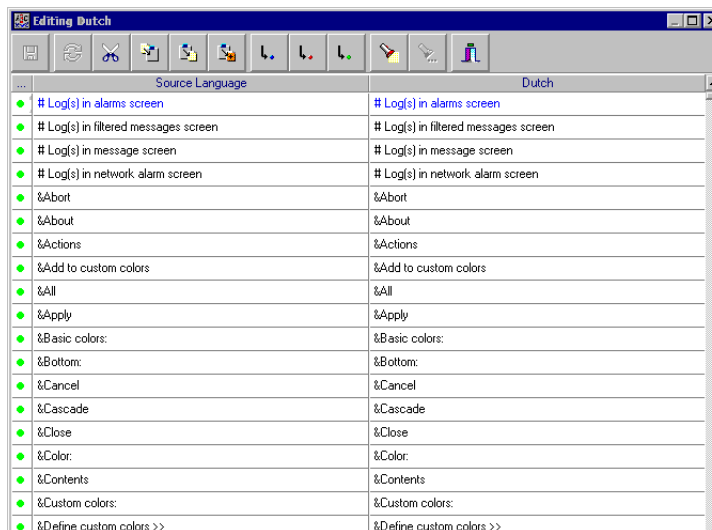 Editing Dutch
... Source Language Dutch
# Log(s) in alarms screen # Log(s) in alarms screen
# Log(s) in filtered messages screen # Log(s) in filtered messages screen
# Log(s) in message screen # Log(s) in message screen
# Log(s) in network alarm screen # Log(s) in network alarm screen
&Abort &Abort
&About &About
&Actions &Actions
&Add to custom colors &Add to custom colors
&All &All
&Apply &Apply
&Basic colors: &Basic colors:
&Bottom: &Bottom:
&Cancel &Cancel
&Cascade &Cascade
&Close &Close
&Color: &Color:
&Contents &Contents
&Custom colors: &Custom colors:
&Define custom colors >> &Define custom colors >>